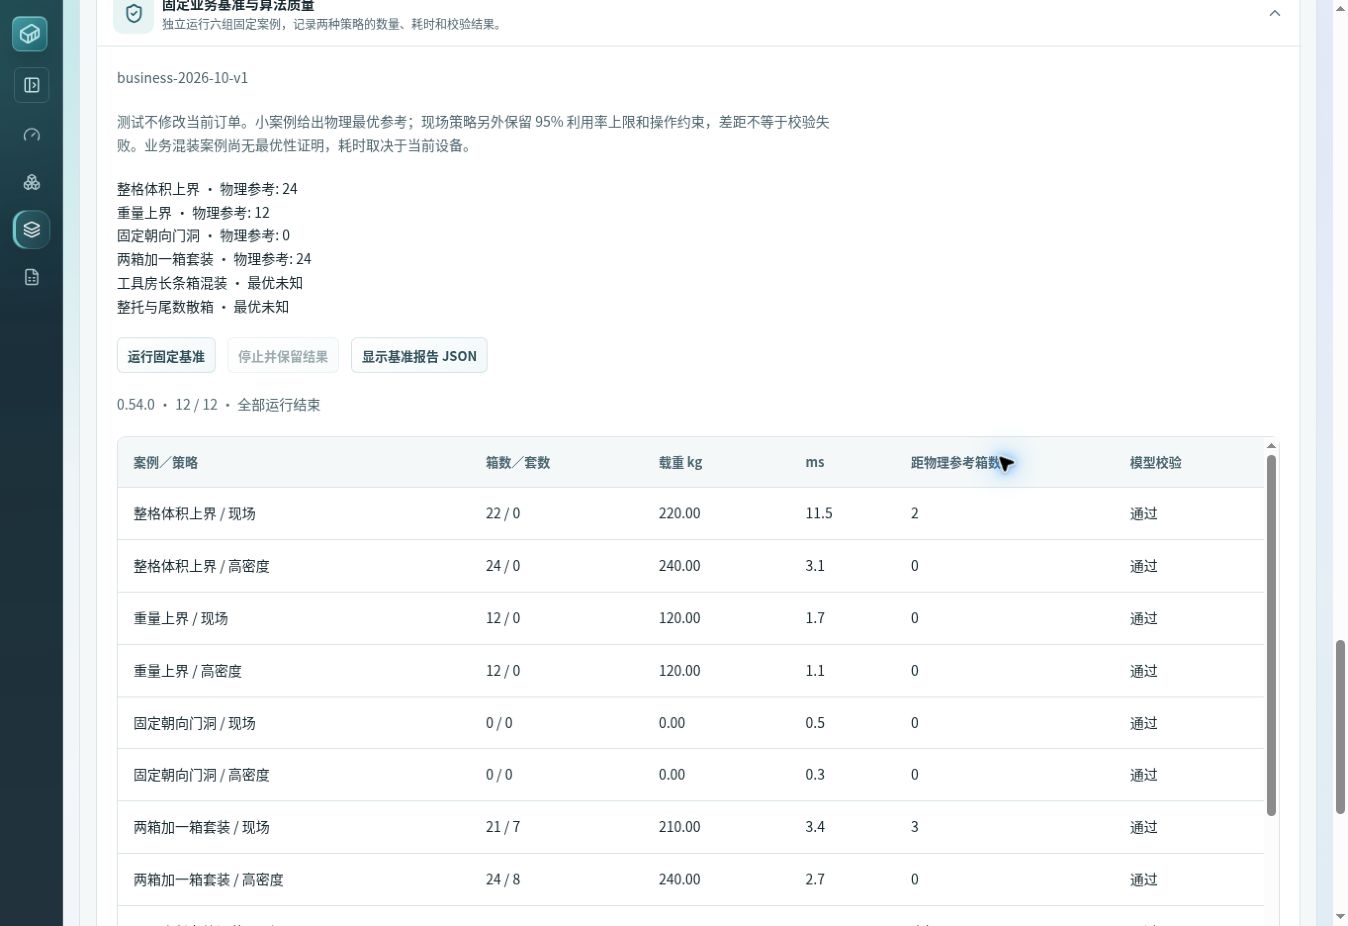 固定业务基准与算法质量
独立运行六组固定案例，记录两种策略的数量、耗时和校验结果。
business-2026-10-v1
测试不修改当前订单。小案例给出物理最优参考；现场策略另外保留 95% 利用率上限和操作约束，差距不等于校验失
败。业务混装案例尚无最优性证明，耗时取决于当前设备。
整格体积上界 · 物理参考: 24
重量上界 · 物理参考: 12
固定朝向门洞 · 物理参考: 0
两箱加一箱套装 · 物理参考: 24
工具房长条箱混装 · 最优未知
整托与尾数散箱 · 最优未知
运行固定基准 停止并保留结果 显示基准报告 JSON
0.54.0 · 12 / 12 · 全部运行结束
案例／策略 箱数／套数 载重 kg ms 距物理参考箱数 模型校验
整格体积上界 / 现场 22 / 0 220.00 11.5 2 通过
整格体积上界 / 高密度 24 / 0 240.00 3.1 0 通过
重量上界 / 现场 12 / 0 120.00 1.7 0 通过
重量上界 / 高密度 12 / 0 120.00 1.1 0 通过
固定朝向门洞 / 现场 0 / 0 0.00 0.5 0 通过
固定朝向门洞 / 高密度 0 / 0 0.00 0.3 0 通过
两箱加一箱套装 / 现场 21 / 7 210.00 3.4 3 通过
两箱加一箱套装 / 高密度 24 / 8 240.00 2.7 0 通过